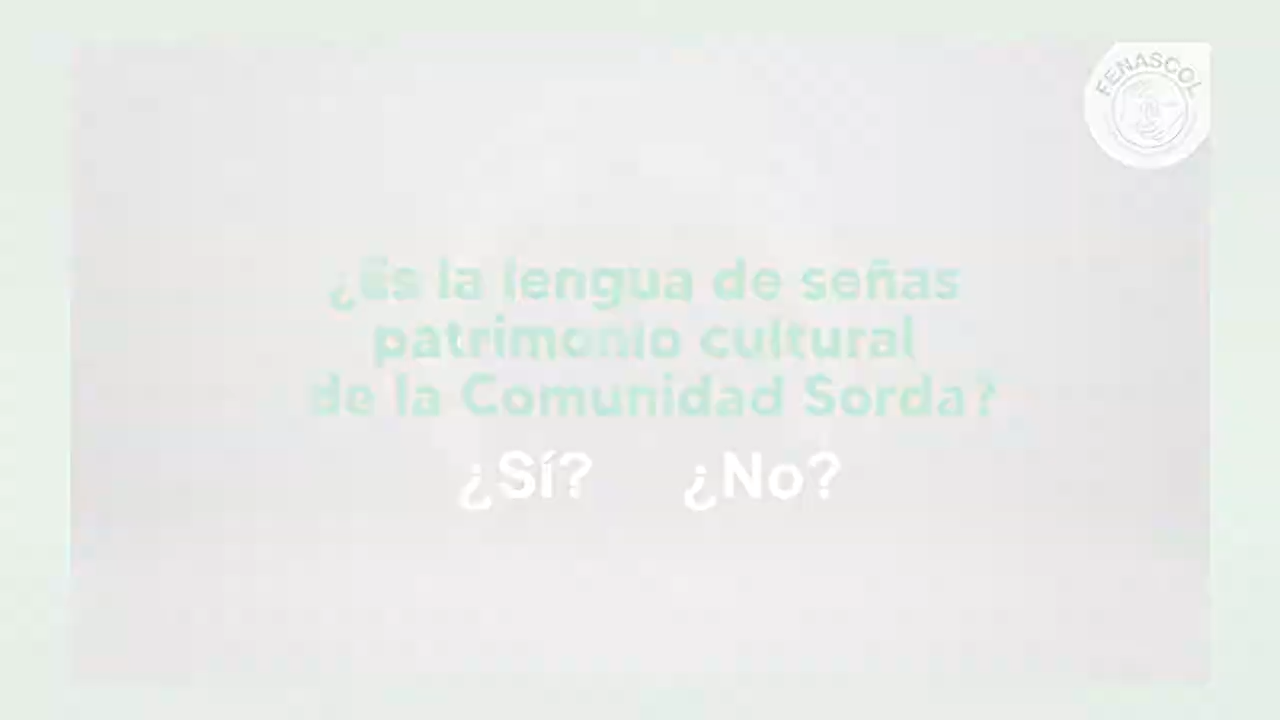 FENASCOL
¿Es la lengua de señas
patrimonio cultural
de la Comunidad Sorda?
¿Sí? ¿No?